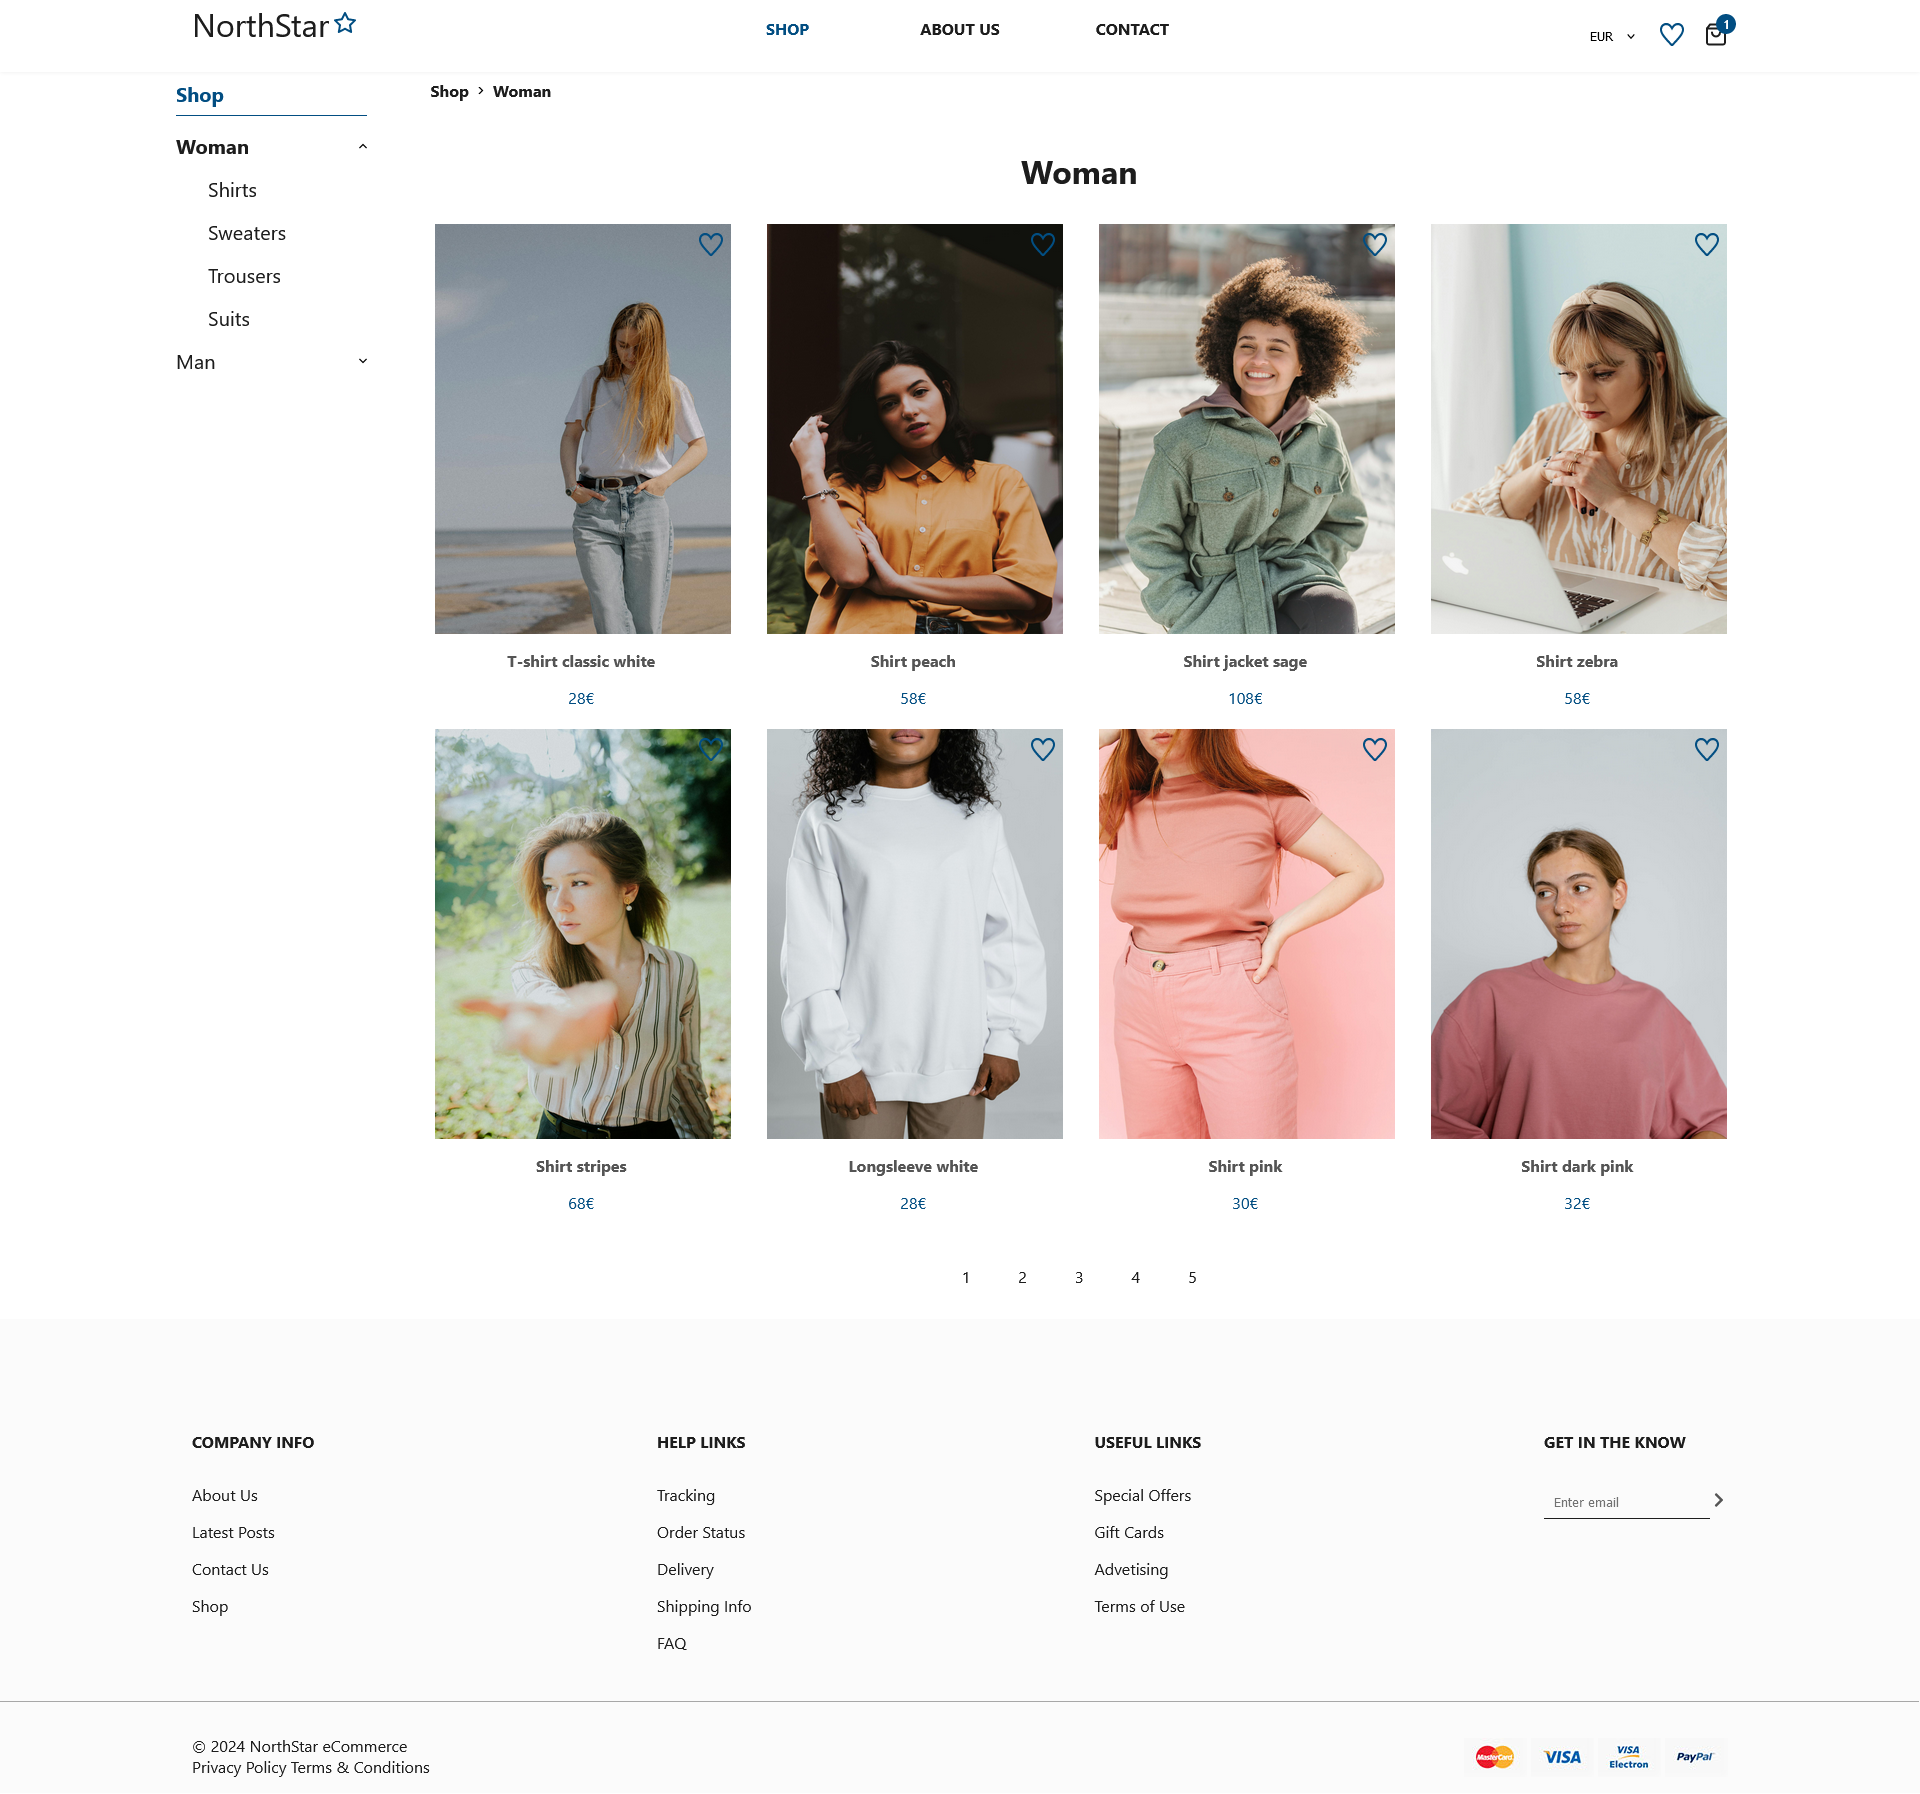 NorthStar
SHOP
ABOUT US
CONTACT
EUR
1
Shop
Woman
Shirts
Sweaters
Trousers
Suits
Man
Shop > Woman
Woman
T-shirt classic white
28€
Shirt peach
58€
Shirt jacket sage
108€
Shirt zebra
58€
Shirt stripes
68€
Longsleeve white
28€
Shirt pink
30€
Shirt dark pink
32€
1 2 3 4 5
COMPANY INFO
About Us
Latest Posts
Contact Us
Shop
HELP LINKS
Tracking
Order Status
Delivery
Shipping Info
FAQ
USEFUL LINKS
Special Offers
Gift Cards
Advetising
Terms of Use
GET IN THE KNOW
Enter email
© 2024 NorthStar eCommerce
Privacy Policy Terms & Conditions
MasterCard
VISA
VISA
Electron
PayPal